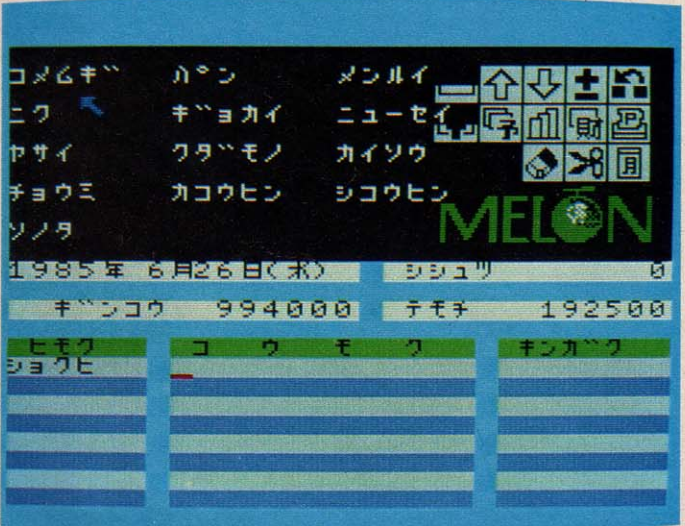 コメムギ パン メンルイ
ニク ギョカイ ニューセイ
ヤサイ クダモノ カイソウ
チョウミ カコウヒン シコウヒン
ソノタ
± 予 財 P 月
MELON
1985年 6月26日(水) シシュツ 0
ギンコウ 994000 テモチ 192500
ヒモク コウモク キンガク
ショクヒ